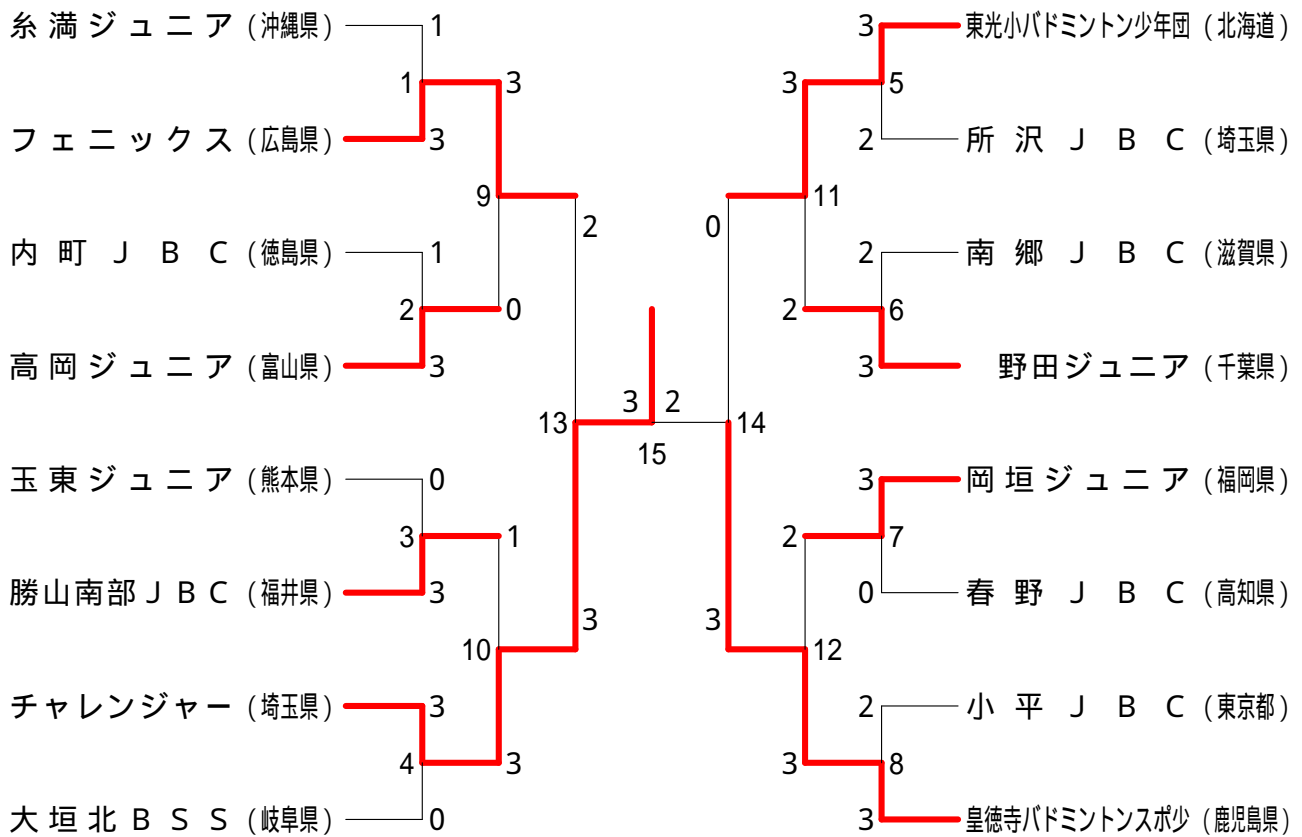 糸満ジュニア (沖縄県) 1
3 東光小バドミントン少年団 (北海道)
1 3
3 5
フェニックス (広島県) 3
2 所沢ＪＢＣ (埼玉県)
9 2
0 11
内町ＪＢＣ (徳島県) 1
2 南郷ＪＢＣ (滋賀県)
2 0
2 6
高岡ジュニア (富山県) 3
3 野田ジュニア (千葉県)
13 3 2 14
15
玉東ジュニア (熊本県) 0
3 岡垣ジュニア (福岡県)
3 1
2 7
勝山南部ＪＢＣ (福井県) 3
0 春野ＪＢＣ (高知県)
10 3
3 12
チャレンジャー (埼玉県) 3
2 小平ＪＢＣ (東京都)
4 3
3 8
大垣北ＢＳＳ (岐阜県) 0
3 皇徳寺バドミントンスポ少 (鹿児島県)